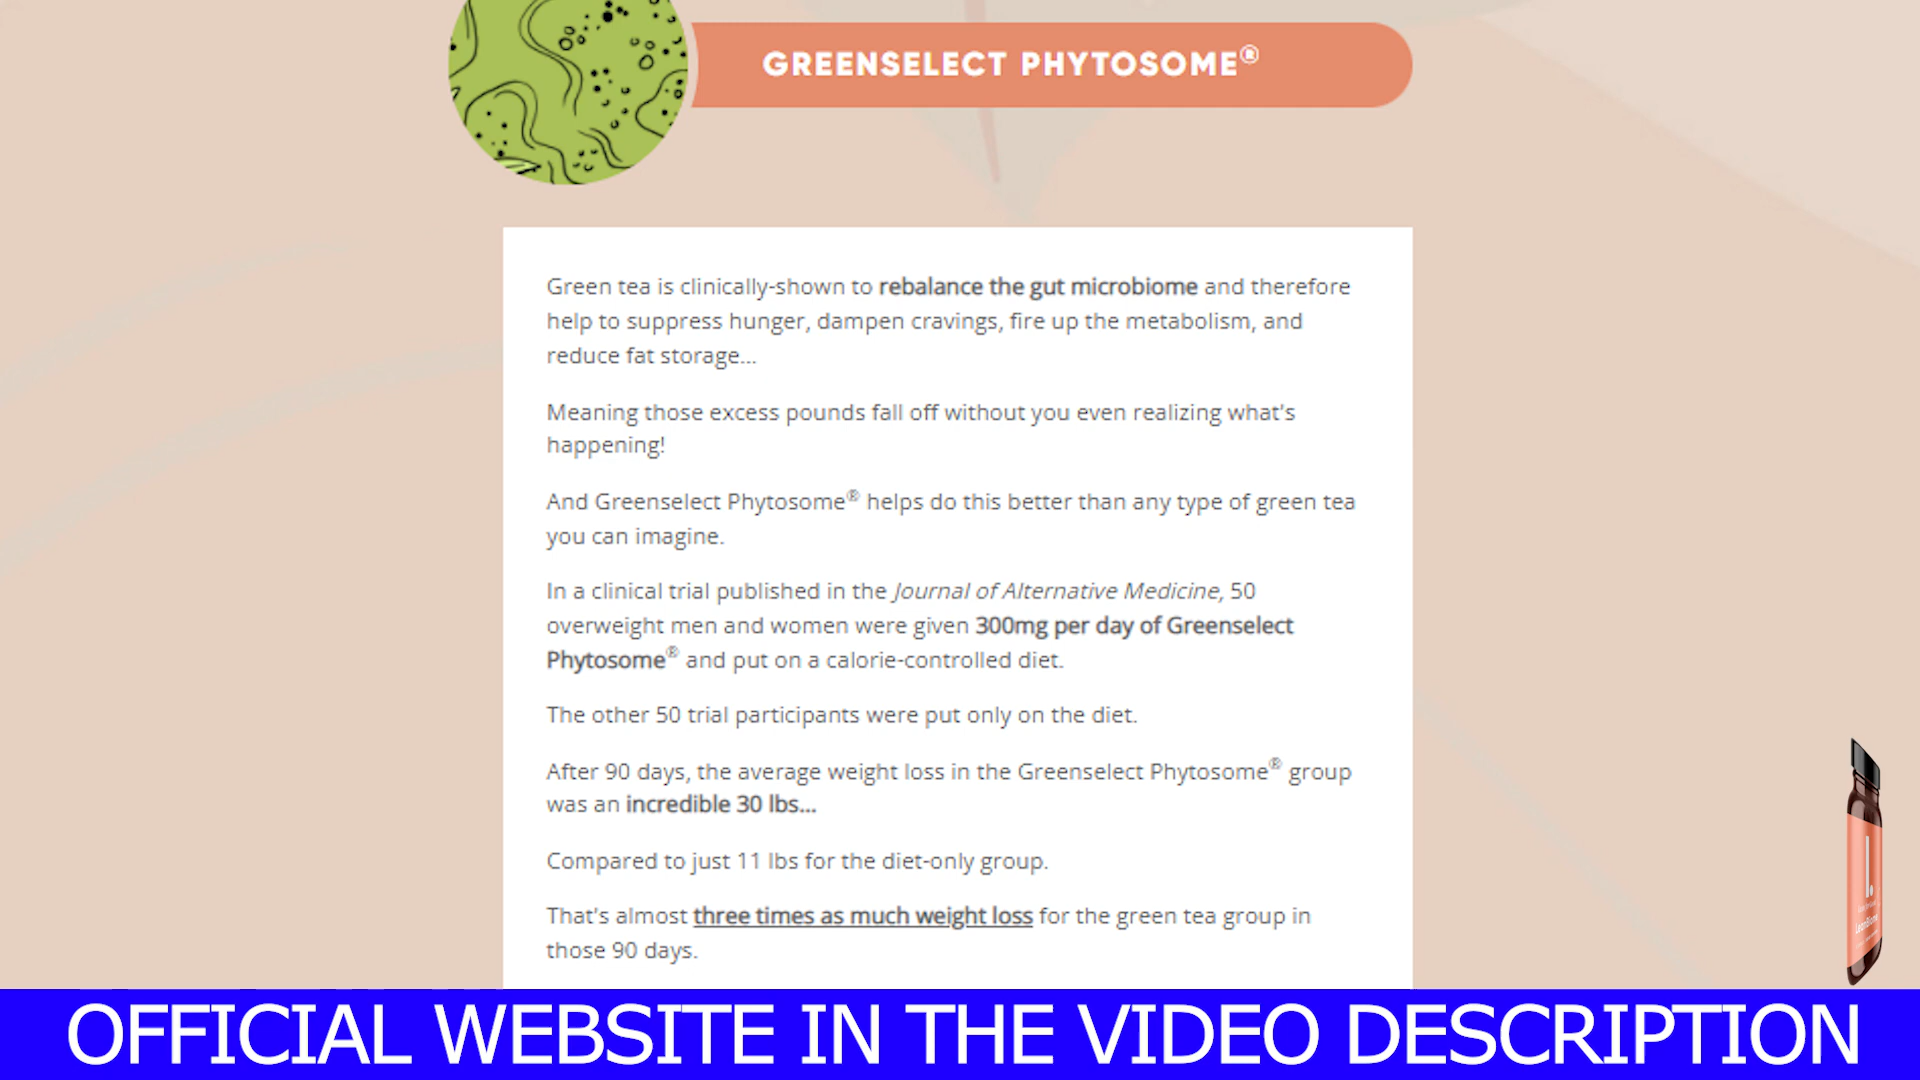 GREENSELECT PHYTOSOME®
Green tea is clinically-shown to rebalance the gut microbiome and therefore
help to suppress hunger, dampen cravings, fire up the metabolism, and
reduce fat storage...
Meaning those excess pounds fall off without you even realizing what's
happening!
And Greenselect Phytosome® helps do this better than any type of green tea
you can imagine.
In a clinical trial published in the Journal of Alternative Medicine, 50
overweight men and women were given 300mg per day of Greenselect
Phytosome® and put on a calorie-controlled diet.
The other 50 trial participants were put only on the diet.
After 90 days, the average weight loss in the Greenselect Phytosome® group
was an incredible 30 lbs...
Compared to just 11 lbs for the diet-only group.
That's almost three times as much weight loss for the green tea group in
those 90 days.
OFFICIAL WEBSITE IN THE VIDEO DESCRIPTION